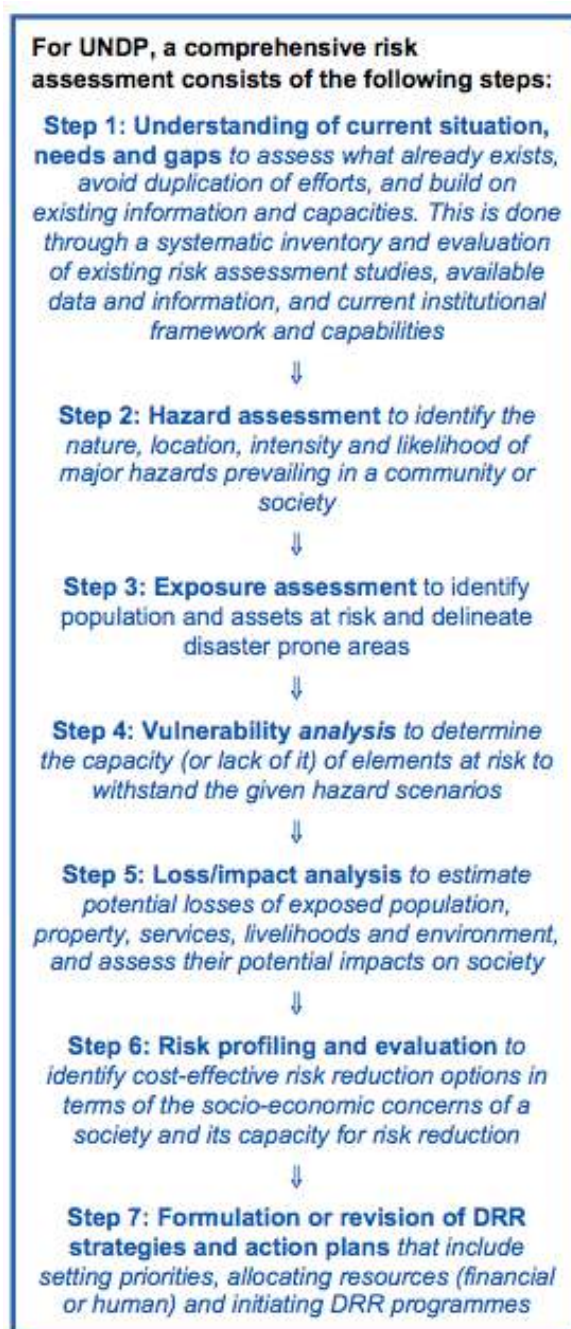 For UNDP, a comprehensive risk
assessment consists of the following steps:
Step 1: Understanding of current situation,
needs and gaps to assess what already exists,
avoid duplication of efforts, and build on
existing information and capacities. This is done
through a systematic inventory and evaluation
of existing risk assessment studies, available
data and information, and current institutional
framework and capabilities
⇓
Step 2: Hazard assessment to identify the
nature, location, intensity and likelihood of
major hazards prevailing in a community or
society
⇓
Step 3: Exposure assessment to identify
population and assets at risk and delineate
disaster prone areas
⇓
Step 4: Vulnerability analysis to determine
the capacity (or lack of it) of elements at risk to
withstand the given hazard scenarios
⇓
Step 5: Loss/impact analysis to estimate
potential losses of exposed population,
property, services, livelihoods and environment,
and assess their potential impacts on society
⇓
Step 6: Risk profiling and evaluation to
identify cost-effective risk reduction options in
terms of the socio-economic concerns of a
society and its capacity for risk reduction
⇓
Step 7: Formulation or revision of DRR
strategies and action plans that include
setting priorities, allocating resources (financial
or human) and initiating DRR programmes